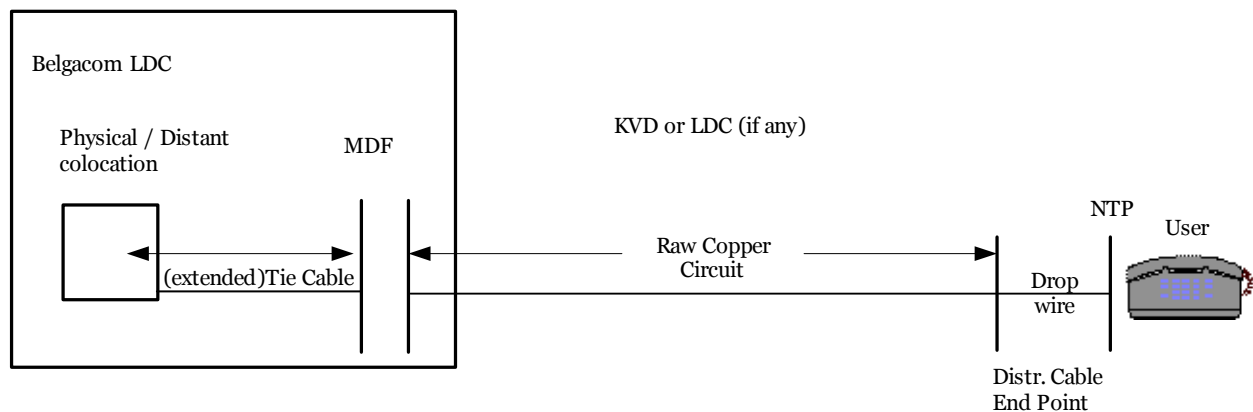 Belgacom LDC
KVD or LDC (if any)
Physical / Distant
colocation
MDF
NTP
User
(extended)Tie Cable
Raw Copper
Circuit
Drop
wire
Distr. Cable
End Point